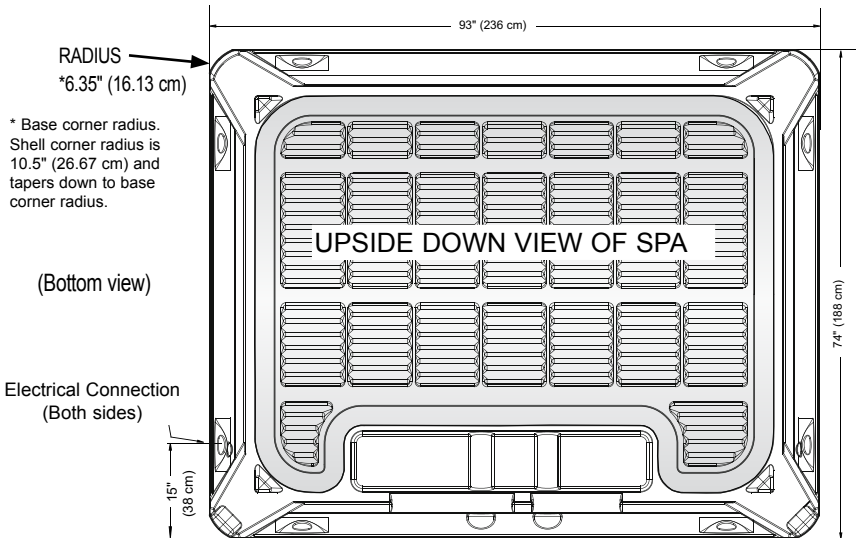 93" (236 cm)
RADIUS
*6.35" (16.13 cm)
* Base corner radius.
Shell corner radius is
10.5" (26.67 cm) and
tapers down to base
corner radius.
UPSIDE DOWN VIEW OF SPA
(Bottom view)
74" (188 cm)
Electrical Connection
(Both sides)
15"
(38 cm)